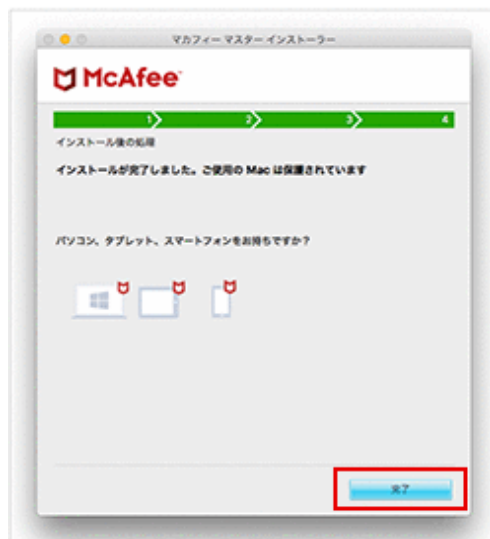 マカフィー マスター インストーラー
McAfee
1 2 3 4
インストール後の処理
インストールが完了しました。ご使用の Mac は保護されています
パソコン、タブレット、スマートフォンをお持ちですか？
完了